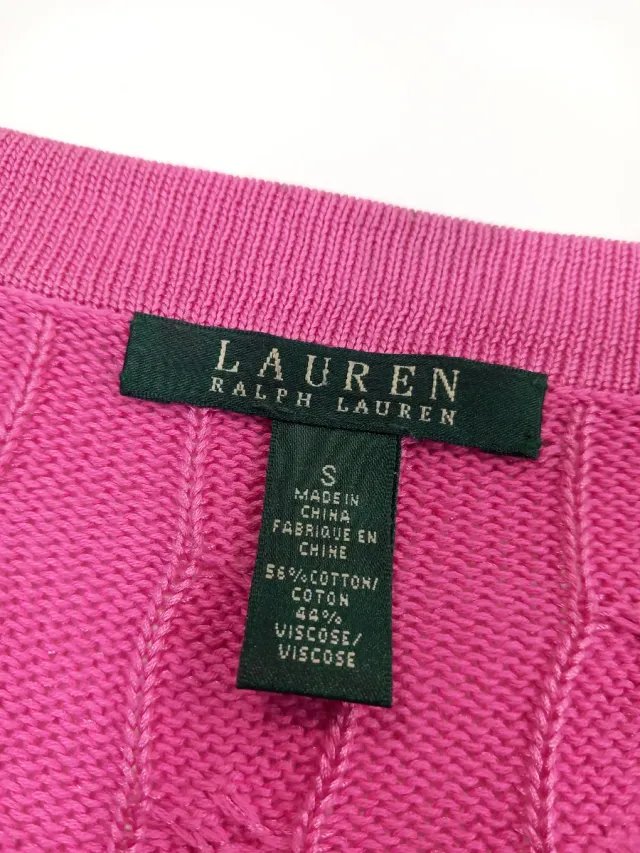 LAUREN
RALPH LAUREN
S
MADE IN
CHINA
FABRIQUE EN
CHINE
56%COTTON/
COTON
44%
VISCOSE/
VISCOSE